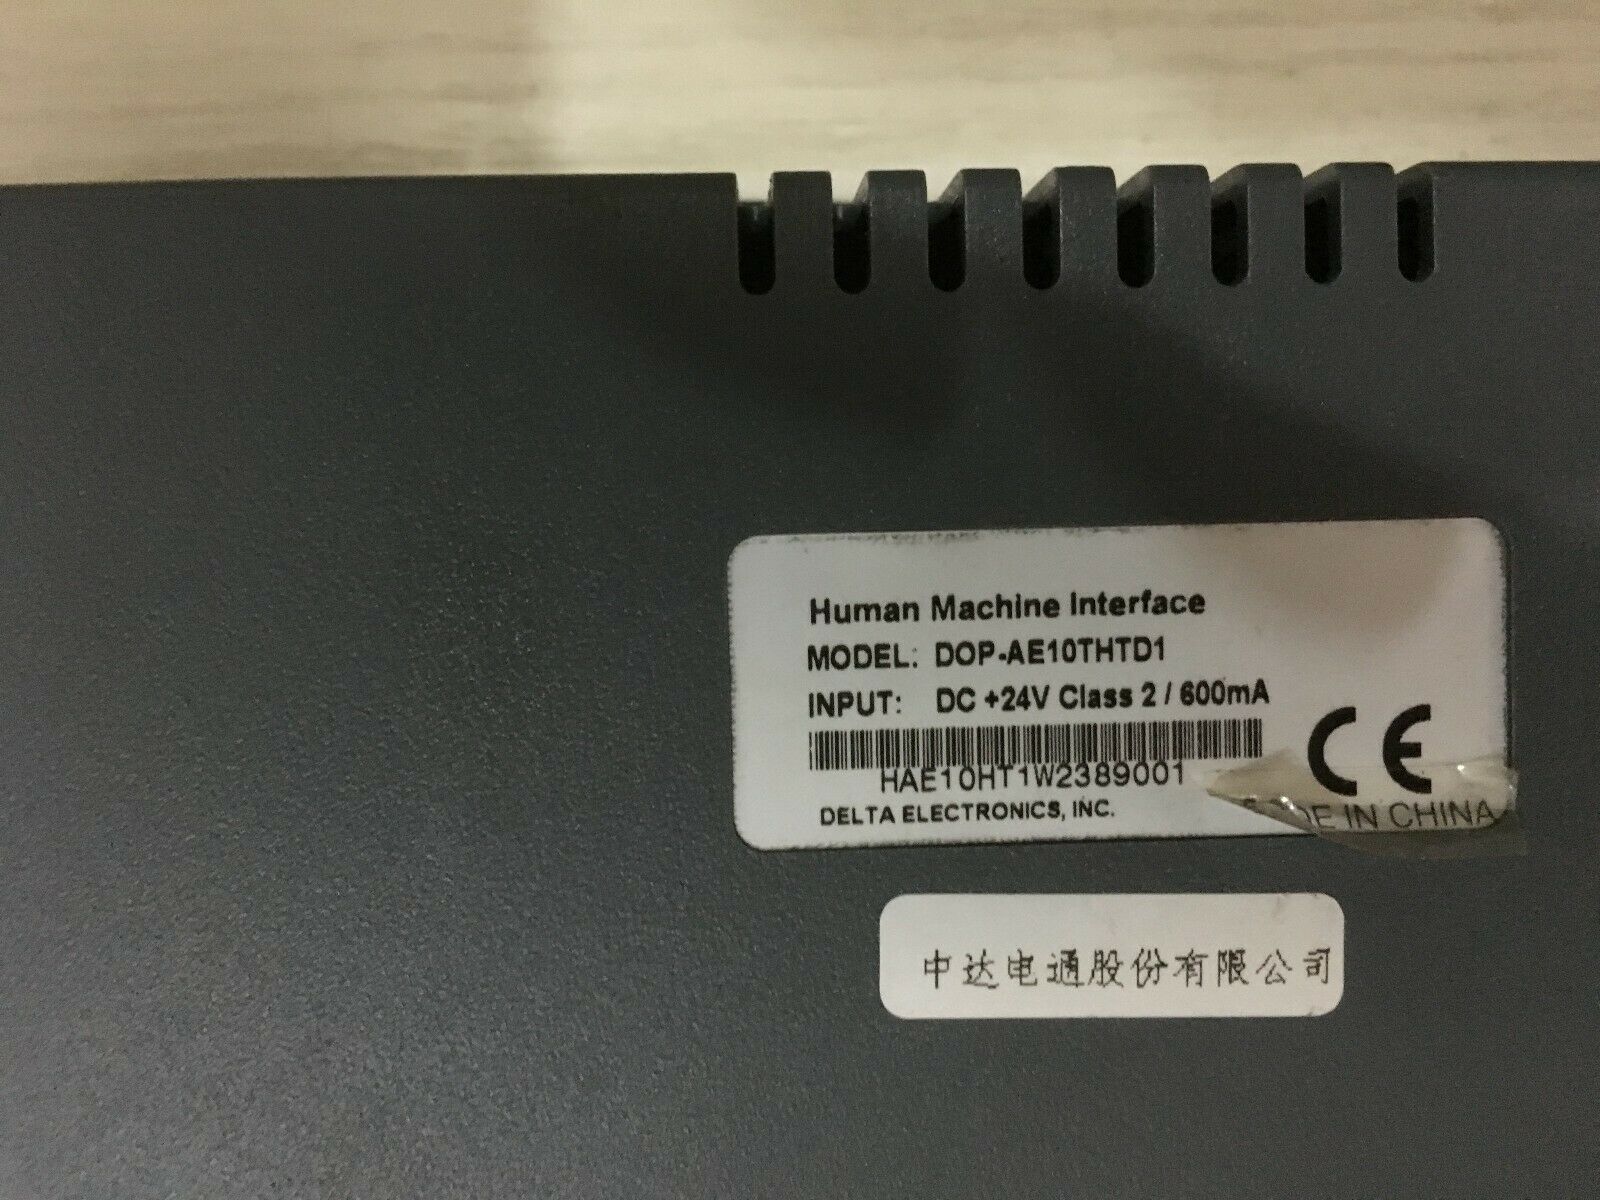 Human Machine Interface
MODEL: DOP-AE10THTD1
INPUT: DC +24V Class 2 / 600mA
HAE10HT1W2389001
CE
DELTA ELECTRONICS, INC.
IN CHINA
中达电通股份有限公司